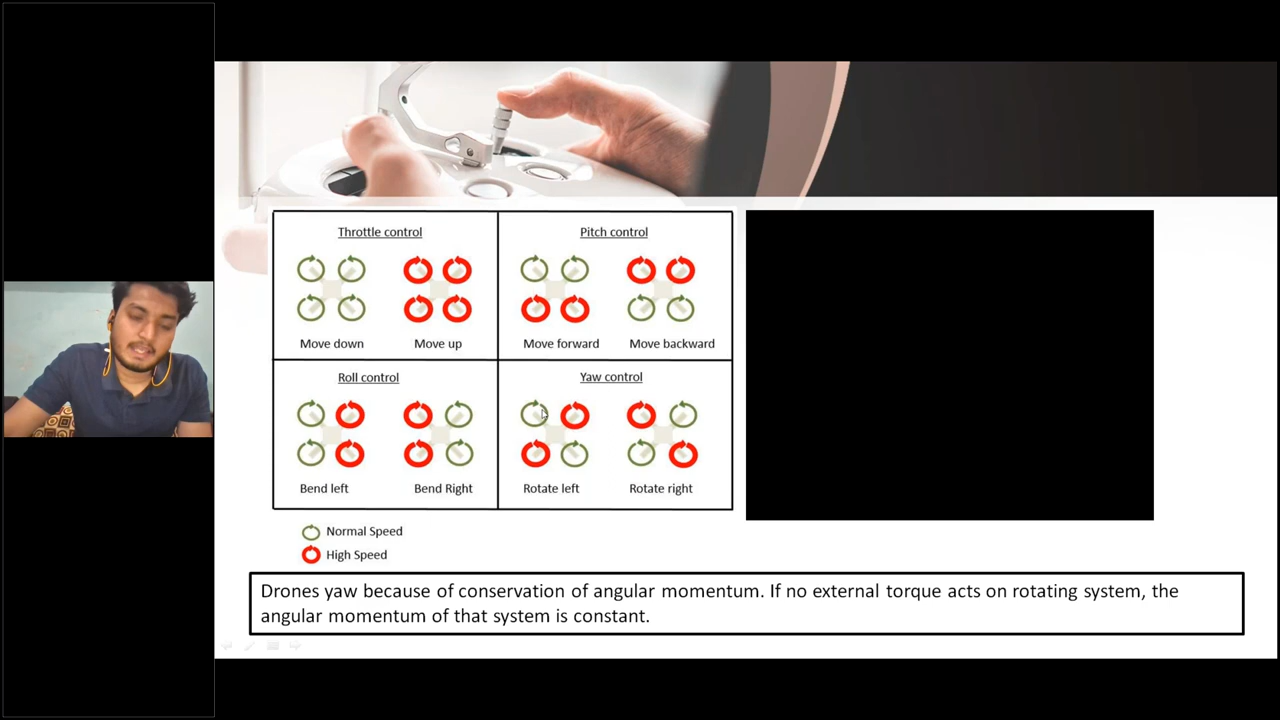 Throttle control
Pitch control
Move down
Move up
Move forward
Move backward
Roll control
Yaw control
Bend left
Bend Right
Rotate left
Rotate right
Normal Speed
High Speed
Drones yaw because of conservation of angular momentum. If no external torque acts on rotating system, the
angular momentum of that system is constant.